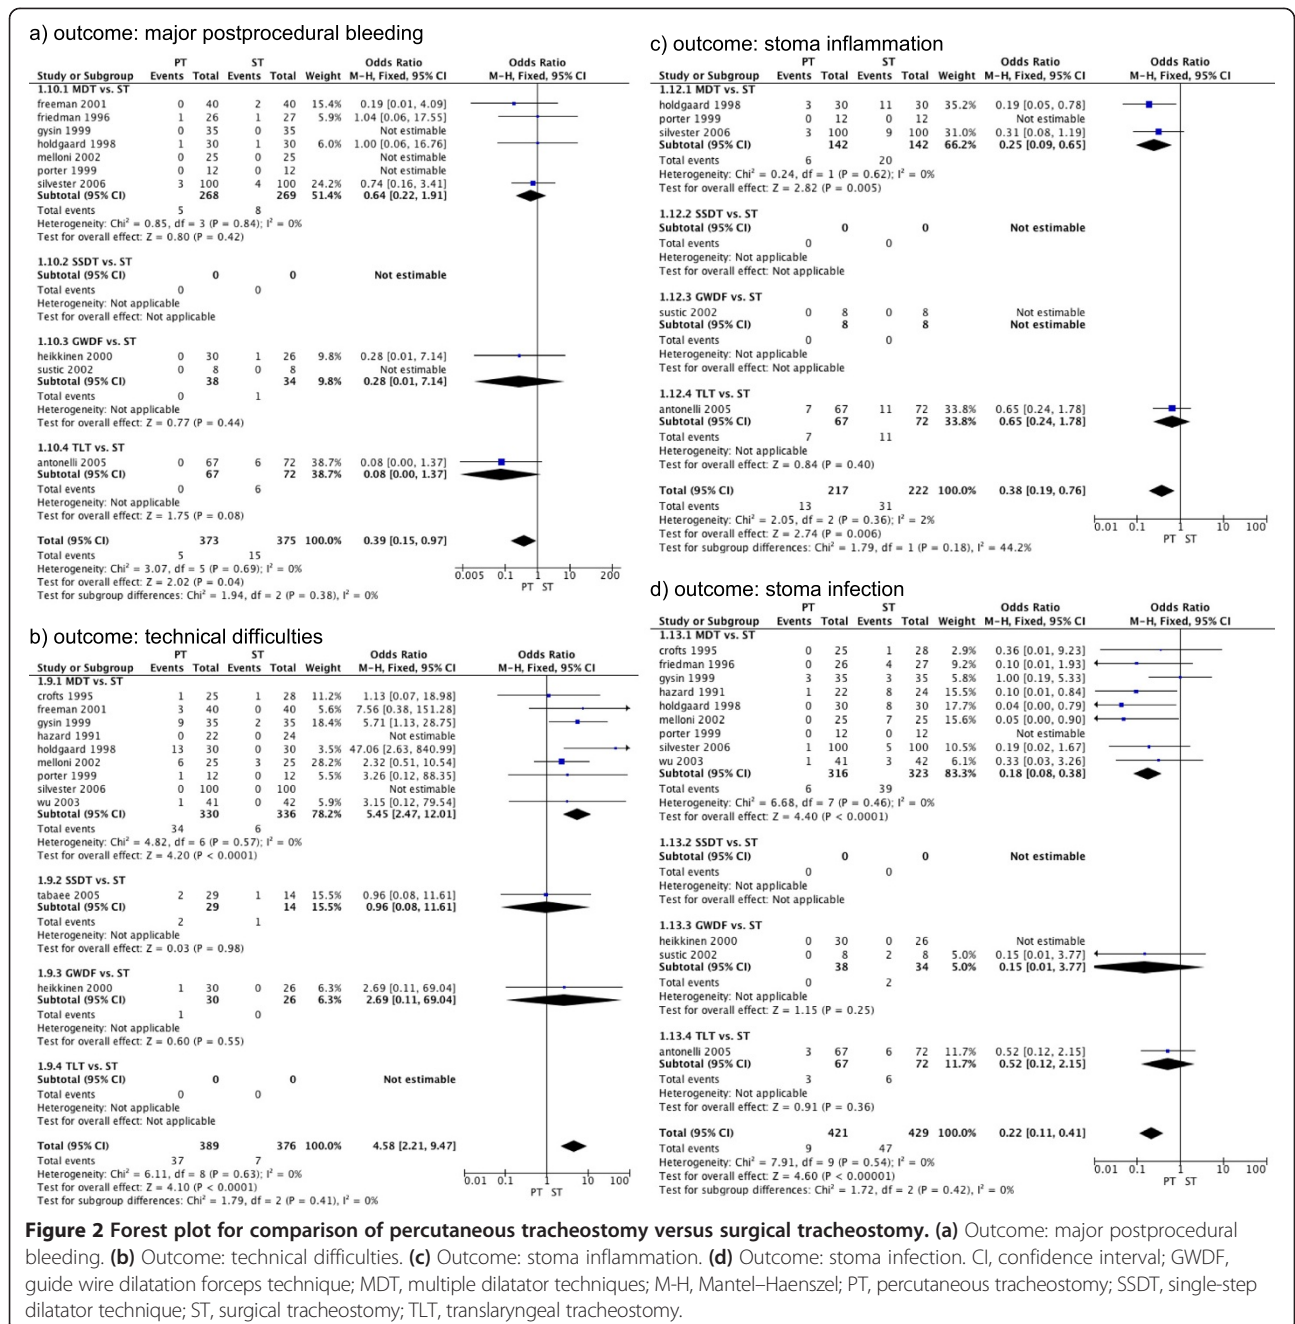 a) outcome: major postprocedural bleeding
PT ST Odds Ratio Odds Ratio
Study or Subgroup Events Total Events Total Weight M-H, Fixed, 95% CI M-H, Fixed, 95% CI
1.10.1 MDT vs. ST
freeman 2001 0 40 2 40 15.4% 0.19 [0.01, 4.09]
friedman 1996 1 26 1 27 5.9% 1.04 [0.06, 17.55]
gysin 1999 0 35 0 35 Not estimable
holdgaard 1998 1 30 1 30 6.0% 1.00 [0.06, 16.76]
melloni 2002 0 25 0 25 Not estimable
porter 1999 0 12 0 12 Not estimable
silvester 2006 3 100 4 100 24.2% 0.74 [0.16, 3.41]
Subtotal (95% CI) 268 269 51.4% 0.64 [0.22, 1.91]
Total events 5 8
Heterogeneity: Chi² = 0.85, df = 3 (P = 0.84); I² = 0%
Test for overall effect: Z = 0.80 (P = 0.42)
1.10.2 SSDT vs. ST
Subtotal (95% CI) 0 0 Not estimable
Total events 0 0
Heterogeneity: Not applicable
Test for overall effect: Not applicable
1.10.3 GWDF vs. ST
heikkinen 2000 0 30 1 26 9.8% 0.28 [0.01, 7.14]
sustic 2002 0 8 0 8 Not estimable
Subtotal (95% CI) 38 34 9.8% 0.28 [0.01, 7.14]
Total events 0 1
Heterogeneity: Not applicable
Test for overall effect: Z = 0.77 (P = 0.44)
1.10.4 TLT vs. ST
antonelli 2005 0 67 6 72 38.7% 0.08 [0.00, 1.37]
Subtotal (95% CI) 67 72 38.7% 0.08 [0.00, 1.37]
Total events 0 6
Heterogeneity: Not applicable
Test for overall effect: Z = 1.75 (P = 0.08)
Total (95% CI) 373 375 100.0% 0.39 [0.15, 0.97]
Total events 5 15
Heterogeneity: Chi² = 3.07, df = 5 (P = 0.69); I² = 0%
Test for overall effect: Z = 2.02 (P = 0.04)
Test for subgroup differences: Chi² = 1.94, df = 2 (P = 0.38), I² = 0%
0.005 0.1 1 10 200
PT ST
b) outcome: technical difficulties
PT ST Odds Ratio Odds Ratio
Study or Subgroup Events Total Events Total Weight M-H, Fixed, 95% CI M-H, Fixed, 95% CI
1.9.1 MDT vs. ST
crofts 1995 1 25 1 28 11.2% 1.13 [0.07, 18.98]
freeman 2001 3 40 0 40 5.6% 7.56 [0.38, 151.28]
gysin 1999 9 35 2 35 18.4% 5.71 [1.13, 28.75]
hazard 1991 0 22 0 24 Not estimable
holdgaard 1998 13 30 0 30 3.5% 47.06 [2.63, 840.99]
melloni 2002 6 25 3 25 28.2% 2.32 [0.51, 10.54]
porter 1999 1 12 0 12 5.5% 3.26 [0.12, 88.35]
silvester 2006 0 100 0 100 Not estimable
wu 2003 1 41 0 42 5.9% 3.15 [0.12, 79.54]
Subtotal (95% CI) 330 336 78.2% 5.45 [2.47, 12.01]
Total events 34 6
Heterogeneity: Chi² = 4.82, df = 6 (P = 0.57); I² = 0%
Test for overall effect: Z = 4.20 (P < 0.0001)
1.9.2 SSDT vs. ST
tabaee 2005 2 29 1 14 15.5% 0.96 [0.08, 11.61]
Subtotal (95% CI) 29 14 15.5% 0.96 [0.08, 11.61]
Total events 2 1
Heterogeneity: Not applicable
Test for overall effect: Z = 0.03 (P = 0.98)
1.9.3 GWDF vs. ST
heikkinen 2000 1 30 0 26 6.3% 2.69 [0.11, 69.04]
Subtotal (95% CI) 30 26 6.3% 2.69 [0.11, 69.04]
Total events 1 0
Heterogeneity: Not applicable
Test for overall effect: Z = 0.60 (P = 0.55)
1.9.4 TLT vs. ST
Subtotal (95% CI) 0 0 Not estimable
Total events 0 0
Heterogeneity: Not applicable
Test for overall effect: Not applicable
Total (95% CI) 389 376 100.0% 4.58 [2.21, 9.47]
Total events 37 7
Heterogeneity: Chi² = 6.11, df = 8 (P = 0.63); I² = 0%
Test for overall effect: Z = 4.10 (P < 0.0001)
Test for subgroup differences: Chi² = 1.79, df = 2 (P = 0.41), I² = 0%
0.01 0.1 1 10 100
PT ST
c) outcome: stoma inflammation
PT ST Odds Ratio Odds Ratio
Study or Subgroup Events Total Events Total Weight M-H, Fixed, 95% CI M-H, Fixed, 95% CI
1.12.1 MDT vs. ST
holdgaard 1998 3 30 11 30 35.2% 0.19 [0.05, 0.78]
porter 1999 0 12 0 12 Not estimable
silvester 2006 3 100 9 100 31.0% 0.31 [0.08, 1.19]
Subtotal (95% CI) 142 142 66.2% 0.25 [0.09, 0.65]
Total events 6 20
Heterogeneity: Chi² = 0.24, df = 1 (P = 0.62); I² = 0%
Test for overall effect: Z = 2.82 (P = 0.005)
1.12.2 SSDT vs. ST
Subtotal (95% CI) 0 0 Not estimable
Total events 0 0
Heterogeneity: Not applicable
Test for overall effect: Not applicable
1.12.3 GWDF vs. ST
sustic 2002 0 8 0 8 Not estimable
Subtotal (95% CI) 8 8 Not estimable
Total events 0 0
Heterogeneity: Not applicable
Test for overall effect: Not applicable
1.12.4 TLT vs. ST
antonelli 2005 7 67 11 72 33.8% 0.65 [0.24, 1.78]
Subtotal (95% CI) 67 72 33.8% 0.65 [0.24, 1.78]
Total events 7 11
Heterogeneity: Not applicable
Test for overall effect: Z = 0.84 (P = 0.40)
Total (95% CI) 217 222 100.0% 0.38 [0.19, 0.76]
Total events 13 31
Heterogeneity: Chi² = 2.05, df = 2 (P = 0.36); I² = 2%
Test for overall effect: Z = 2.74 (P = 0.006)
Test for subgroup differences: Chi² = 1.79, df = 1 (P = 0.18), I² = 44.2%
0.01 0.1 1 10 100
PT ST
d) outcome: stoma infection
PT ST Odds Ratio Odds Ratio
Study or Subgroup Events Total Events Total Weight M-H, Fixed, 95% CI M-H, Fixed, 95% CI
1.13.1 MDT vs. ST
crofts 1995 0 25 1 28 2.9% 0.36 [0.01, 9.23]
friedman 1996 0 26 4 27 9.2% 0.10 [0.01, 1.93]
gysin 1999 3 35 3 35 6.1% 1.00 [0.19, 5.33]
hazard 1991 1 22 8 24 15.5% 0.10 [0.01, 0.84]
holdgaard 1998 0 30 8 30 17.7% 0.04 [0.00, 0.79]
melloni 2002 0 25 7 25 15.6% 0.05 [0.00, 0.90]
porter 1999 0 12 0 12 Not estimable
silvester 2006 1 100 5 100 10.5% 0.19 [0.02, 1.67]
wu 2003 1 41 3 42 6.1% 0.33 [0.03, 3.26]
Subtotal (95% CI) 316 323 83.3% 0.18 [0.08, 0.38]
Total events 6 39
Heterogeneity: Chi² = 6.68, df = 7 (P = 0.46); I² = 0%
Test for overall effect: Z = 4.40 (P < 0.0001)
1.13.2 SSDT vs. ST
Subtotal (95% CI) 0 0 Not estimable
Total events 0 0
Heterogeneity: Not applicable
Test for overall effect: Not applicable
1.13.3 GWDF vs. ST
heikkinen 2000 0 30 0 26 Not estimable
sustic 2002 0 8 2 8 5.0% 0.15 [0.01, 3.77]
Subtotal (95% CI) 38 34 5.0% 0.15 [0.01, 3.77]
Total events 0 2
Heterogeneity: Not applicable
Test for overall effect: Z = 1.15 (P = 0.25)
1.13.4 TLT vs. ST
antonelli 2005 3 67 6 72 11.7% 0.52 [0.12, 2.15]
Subtotal (95% CI) 67 72 11.7% 0.52 [0.12, 2.15]
Total events 3 6
Heterogeneity: Not applicable
Test for overall effect: Z = 0.91 (P = 0.36)
Total (95% CI) 421 429 100.0% 0.22 [0.11, 0.41]
Total events 9 47
Heterogeneity: Chi² = 7.91, df = 9 (P = 0.54); I² = 0%
Test for overall effect: Z = 4.60 (P < 0.00001)
Test for subgroup differences: Chi² = 1.72, df = 2 (P = 0.42), I² = 0%
0.01 0.1 1 10 100
PT ST
Figure 2 Forest plot for comparison of percutaneous tracheostomy versus surgical tracheostomy. (a) Outcome: major postprocedural
bleeding. (b) Outcome: technical difficulties. (c) Outcome: stoma inflammation. (d) Outcome: stoma infection. CI, confidence interval; GWDF,
guide wire dilatation forceps technique; MDT, multiple dilatator techniques; M-H, Mantel–Haenszel; PT, percutaneous tracheostomy; SSDT, single-step
dilatator technique; ST, surgical tracheostomy; TLT, translaryngeal tracheostomy.